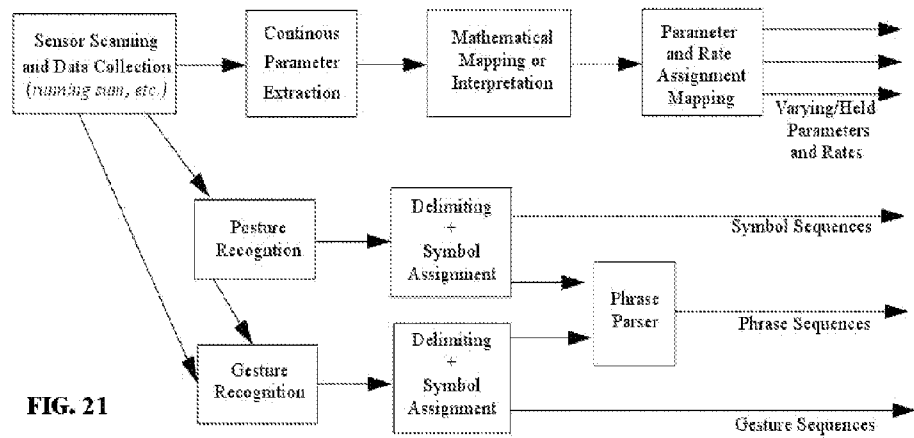 Sensor Scanning
and Data Collection
(running sum, etc.)
Continous
Parameter
Extraction
Mathematical
Mapping or
Interpretation
Parameter
and Rate
Assignment
Mapping
Varying/Held
Parameters
and Rates
Posture
Recogntion
Delimiting
+
Symbol
Assignment
Symbol Sequences
Phrase
Parser
Phrase Sequences
Gesture
Recognition
Delimiting
+
Symbol
Assignment
Gesture Sequences
FIG. 21